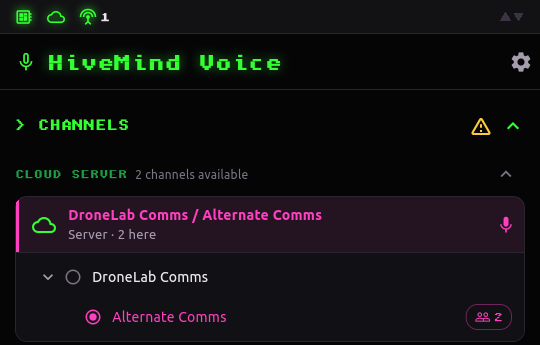 1
HiveMind Voice
CHANNELS
CLOUD SERVER 2 channels available
DroneLab Comms / Alternate Comms
Server · 2 here
DroneLab Comms
Alternate Comms 2